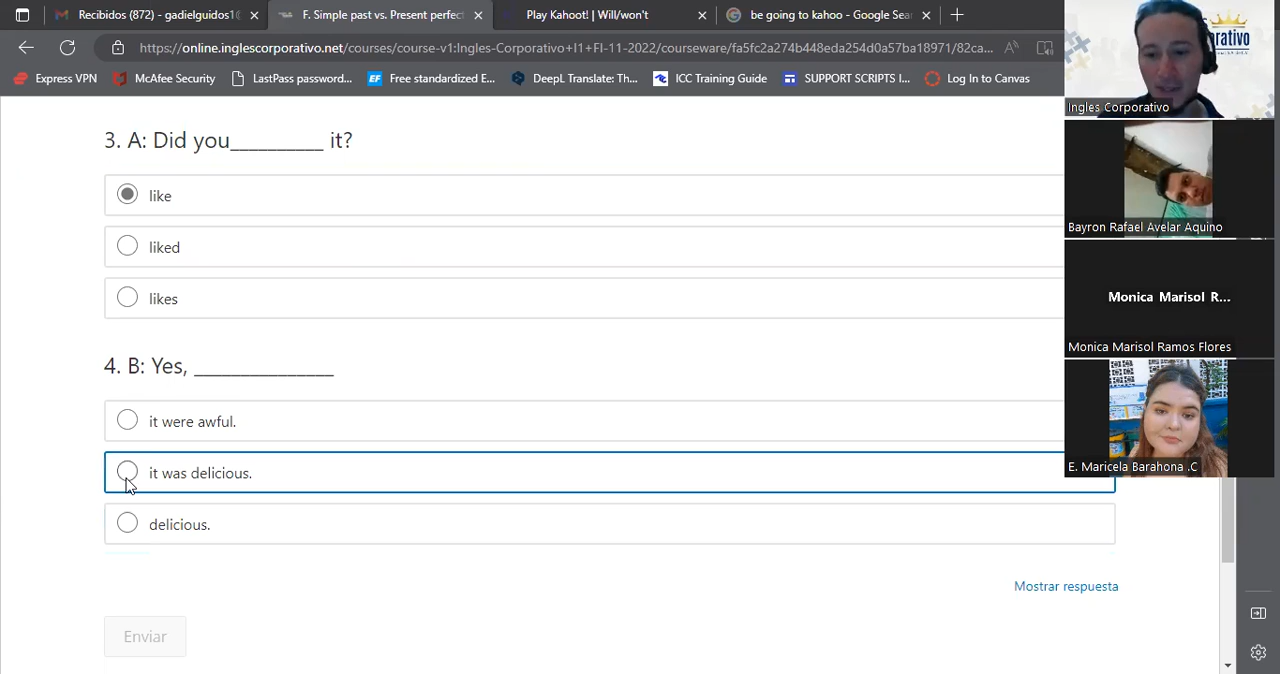 Recibidos (872) - gadielguidos1@
F. Simple past vs. Present perfect
Play Kahoot! | Will/won't
be going to kahoo - Google Sear
https://online.inglescorporativo.net/courses/course-v1:Ingles-Corporativo+I1+FI-11-2022/courseware/fa5fc2a274b448eda254d0a57ba18971/82ca...
Express VPN
McAfee Security
LastPass password...
Free standardized E...
DeepL Translate: Th...
ICC Training Guide
SUPPORT SCRIPTS I...
Log In to Canvas
3. A: Did you__________ it?
like
liked
likes
4. B: Yes, _______________
it were awful.
it was delicious.
delicious.
Mostrar respuesta
Enviar
Ingles Corporativo
Bayron Rafael Avelar Aquino
Monica Marisol R...
Monica Marisol Ramos Flores
E. Maricela Barahona .C